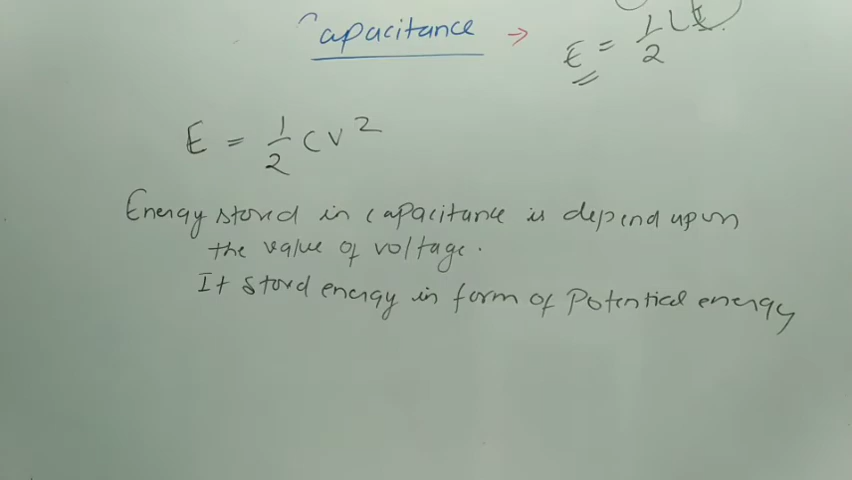 Capacitance →
E = 1/2 L I
E = 1/2 CV²
Energy stored in capacitance is depend upon
the value of voltage.
It stored energy in form of Potential energy